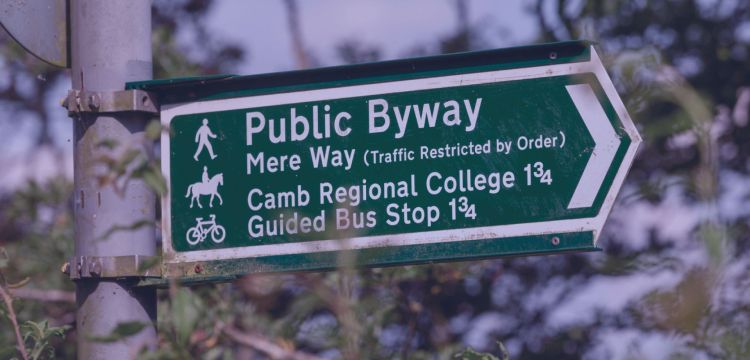 Public Byway
Mere Way (Traffic Restricted by Order)
Camb Regional College 1¾
Guided Bus Stop 1¾